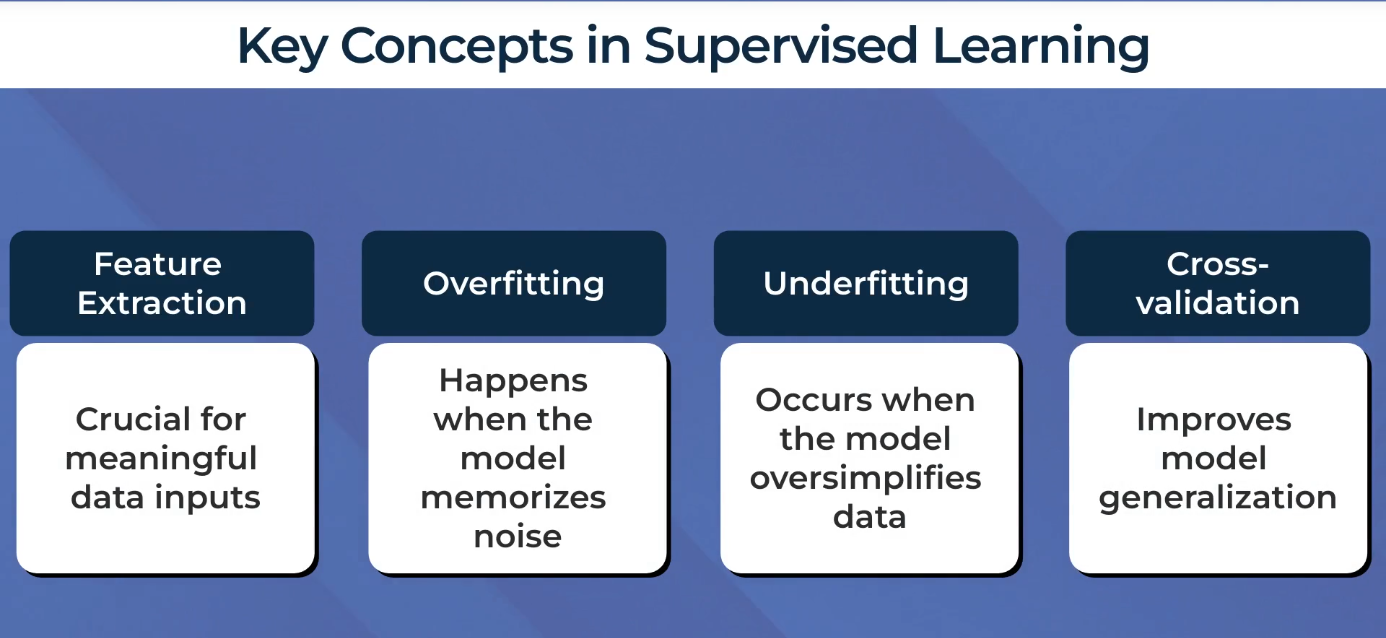 Key Concepts in Supervised Learning
Feature
Extraction
Crucial for
meaningful
data inputs
Overfitting
Happens
when the
model
memorizes
noise
Underfitting
Occurs when
the model
oversimplifies
data
Cross-
validation
Improves
model
generalization